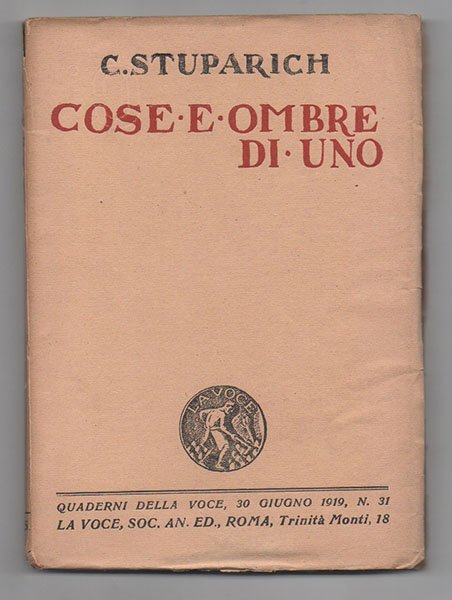 C. STUPARICH
COSE · E · OMBRE
DI · UNO
LA VOCE
QUADERNI DELLA VOCE, 30 GIUGNO 1919, N. 31
LA VOCE, SOC. AN. ED., ROMA, Trinità Monti, 18